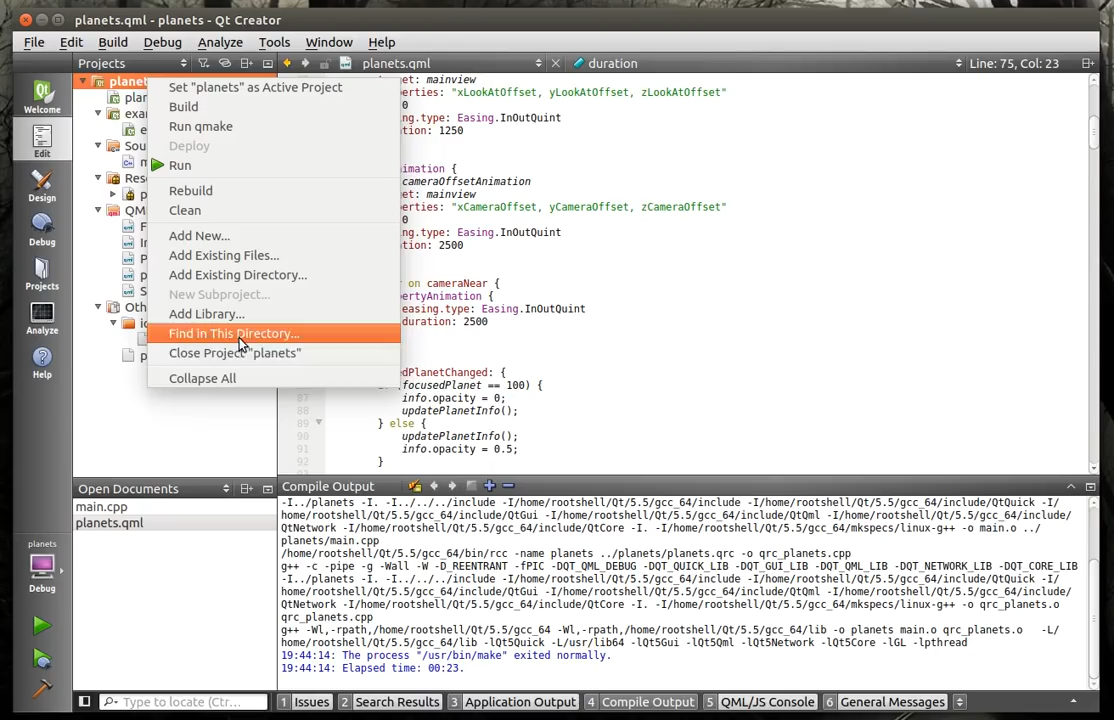 planets.qml - planets - Qt Creator
File Edit Build Debug Analyze Tools Window Help
Projects planets.qml duration Line: 75, Col: 23
Welcome
Edit
Design
Debug
Projects
Analyze
Help
Set "planets" as Active Project
Build
Run qmake
Deploy
Run
Rebuild
Clean
Add New...
Add Existing Files...
Add Existing Directory...
New Subproject...
Add Library...
Find in This Directory...
Close Project "planets"
Collapse All
mainview
"xLookAtOffset, yLookAtOffset, zLookAtOffset"
Easing.InOutQuint
: 1250
cameraOffsetAnimation
et: mainview
perties: "xCameraOffset, yCameraOffset, zCameraOffset"
ing.type: Easing.InOutQuint
ation: 2500
on cameraNear {
pertyAnimation {
easing.type: Easing.InOutQuint
duration: 2500
edPlanetChanged: {
(focusedPlanet == 100) {
87 info.opacity = 0;
88 updatePlanetInfo();
89 } else {
90 updatePlanetInfo();
91 info.opacity = 0.5;
92 }
Open Documents
main.cpp
planets.qml
planets
Debug
Compile Output
-I../planets -I. -I../../../include -I/home/rootshell/Qt/5.5/gcc_64/include -I/home/rootshell/Qt/5.5/gcc_64/include/QtQuick -I/
home/rootshell/Qt/5.5/gcc_64/include/QtGui -I/home/rootshell/Qt/5.5/gcc_64/include/QtQml -I/home/rootshell/Qt/5.5/gcc_64/include/
QtNetwork -I/home/rootshell/Qt/5.5/gcc_64/include/QtCore -I. -I/home/rootshell/Qt/5.5/gcc_64/mkspecs/linux-g++ -o main.o ../
planets/main.cpp
/home/rootshell/Qt/5.5/gcc_64/bin/rcc -name planets ../planets/planets.qrc -o qrc_planets.cpp
g++ -c -pipe -g -Wall -W -D_REENTRANT -fPIC -DQT_QML_DEBUG -DQT_QUICK_LIB -DQT_GUI_LIB -DQT_QML_LIB -DQT_NETWORK_LIB -DQT_CORE_LIB
-I../planets -I. -I../../../include -I/home/rootshell/Qt/5.5/gcc_64/include -I/home/rootshell/Qt/5.5/gcc_64/include/QtQuick -I/
home/rootshell/Qt/5.5/gcc_64/include/QtGui -I/home/rootshell/Qt/5.5/gcc_64/include/QtQml -I/home/rootshell/Qt/5.5/gcc_64/include/
QtNetwork -I/home/rootshell/Qt/5.5/gcc_64/include/QtCore -I. -I/home/rootshell/Qt/5.5/gcc_64/mkspecs/linux-g++ -o qrc_planets.o
qrc_planets.cpp
g++ -Wl,-rpath,/home/rootshell/Qt/5.5/gcc_64 -Wl,-rpath,/home/rootshell/Qt/5.5/gcc_64/lib -o planets main.o qrc_planets.o -L/
home/rootshell/Qt/5.5/gcc_64/lib -lQt5Quick -L/usr/lib64 -lQt5Gui -lQt5Qml -lQt5Network -lQt5Core -lGL -lpthread
19:44:14: The process "/usr/bin/make" exited normally.
19:44:14: Elapsed time: 00:23.
Type to locate (Ctrl... 1 Issues 2 Search Results 3 Application Output 4 Compile Output 5 QML/JS Console 6 General Messages